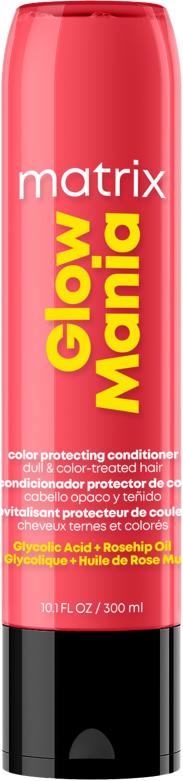 matrix
Glow
Mania
color protecting conditioner
dull & color-treated hair
condicionador protector de co
cabello opaco y teñido
evitalisant protecteur de coule
cheveux ternes et colorés
Glycolic Acid + Rosehip Oil
Glycolique + Huile de Rose Mu
10.1 FL OZ / 300 ml